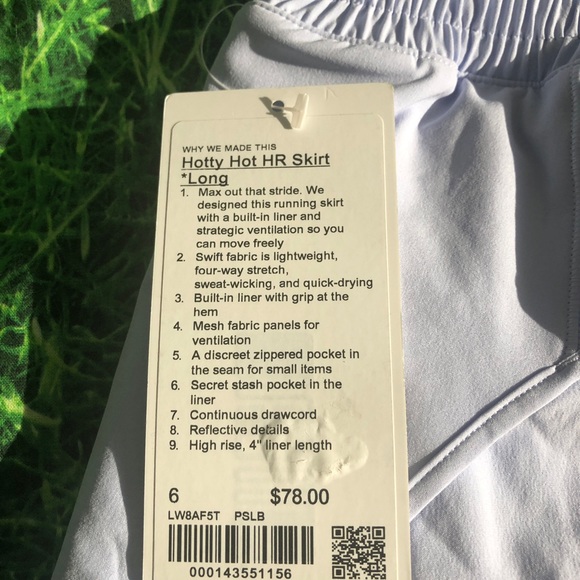 WHY WE MADE THIS
Hotty Hot HR Skirt
*Long
1. Max out that stride. We
designed this running skirt
with a built-in liner and
strategic ventilation so you
can move freely
2. Swift fabric is lightweight,
four-way stretch,
sweat-wicking, and quick-drying
3. Built-in liner with grip at the
hem
4. Mesh fabric panels for
ventilation
5. A discreet zippered pocket in
the seam for small items
6. Secret stash pocket in the
liner
7. Continuous drawcord
8. Reflective details
9. High rise, 4" liner length
6 $78.00
LW8AF5T PSLB
000143551156